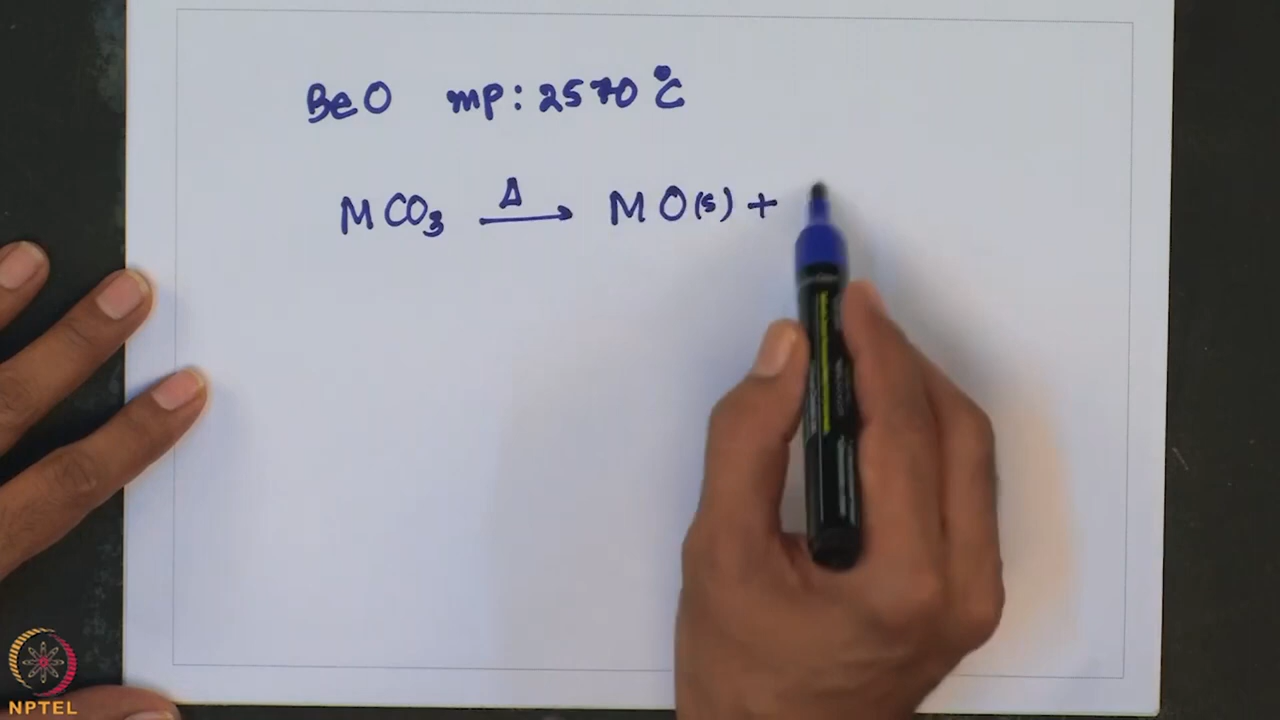 BeO mp: 2570 °C
MCO₃ Δ→ MO(s) +
NPTEL